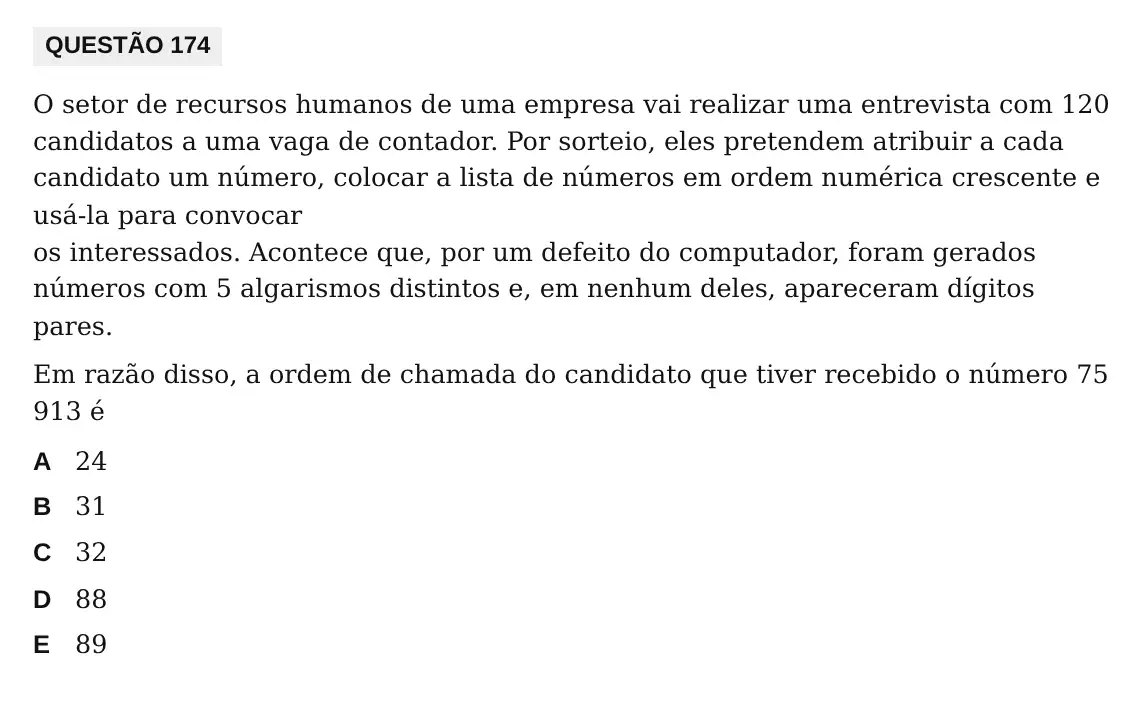 QUESTÃO 174
O setor de recursos humanos de uma empresa vai realizar uma entrevista com 120
candidatos a uma vaga de contador. Por sorteio, eles pretendem atribuir a cada
candidato um número, colocar a lista de números em ordem numérica crescente e
usá-la para convocar
os interessados. Acontece que, por um defeito do computador, foram gerados
números com 5 algarismos distintos e, em nenhum deles, apareceram dígitos
pares.
Em razão disso, a ordem de chamada do candidato que tiver recebido o número 75
913 é
A 24
B 31
C 32
D 88
E 89